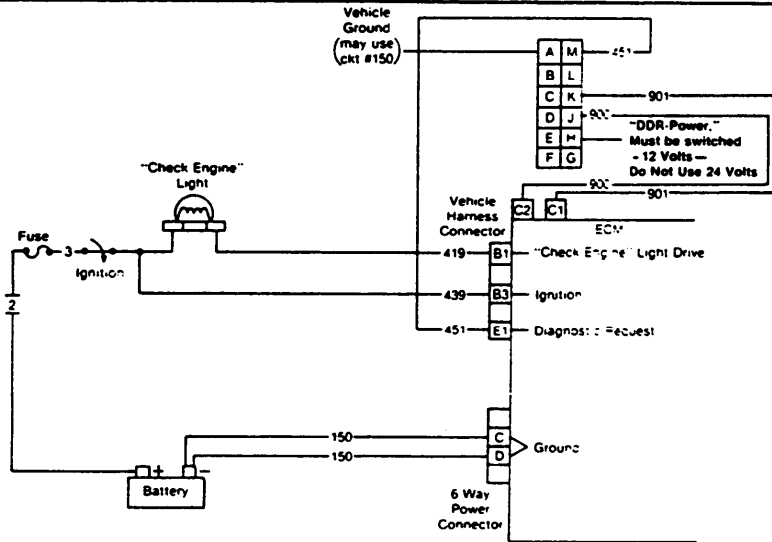 Vehicle
Ground
(may use
ckt #150)
A M
451
B L
C K
901
D J
900
E H
F G
"DDR-Power."
Must be switched
- 12 Volts —
Do Not Use 24 Volts
900
901
"Check Engine"
Light
Vehicle
Harness
Connector
C2 C1
ECM
Fuse
3
Ignition
419
B1
"Check Engine" Light Drive
439
B3
Ignition
451
E1
Diagnostic Request
2
150
C
150
D
Ground
+ -
Battery
6 Way
Power
Connector